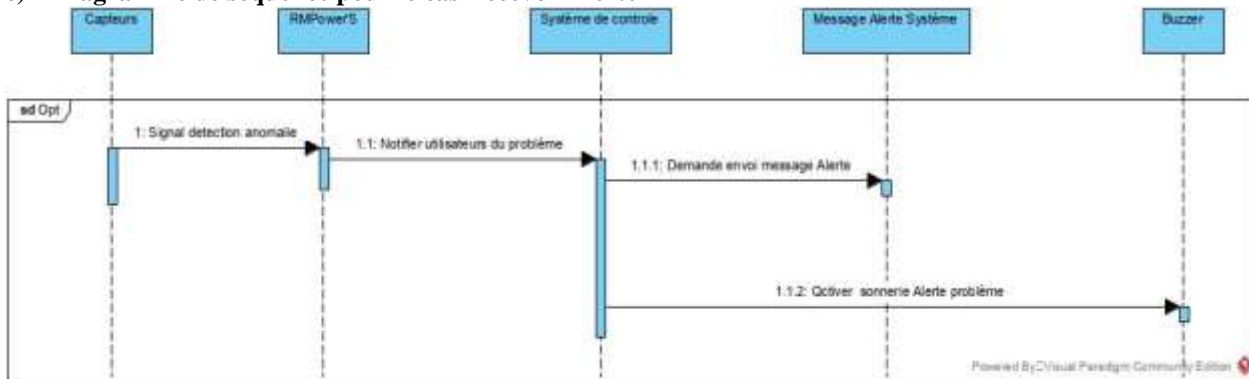 Capteurs
RMPower'S
Système de controle
Message Alerte Système
Buzzer
sd Opt
1: Signal detection anomalie
1.1: Notifier utilisateurs du problème
1.1.1: Demande envoi message Alerte
1.1.2: Qctiver sonnerie Alerte problème
Powered By Visual Paradigm Community Edition